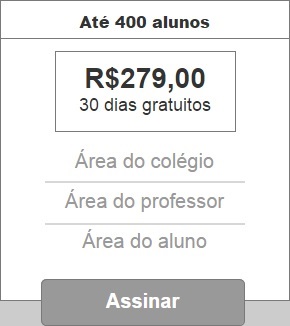 Até 400 alunos
R$279,00
30 dias gratuitos
Área do colégio
Área do professor
Área do aluno
Assinar